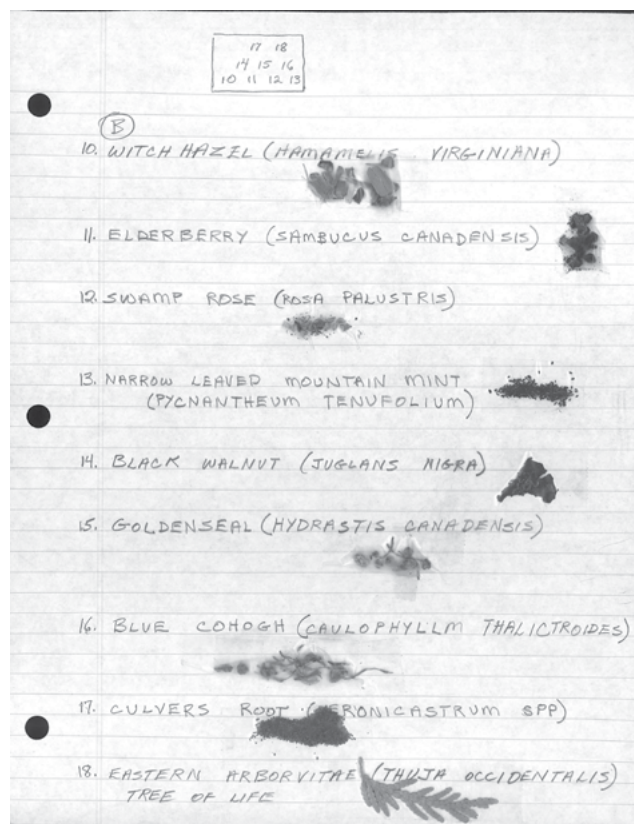 17 18
14 15 16
10 11 12 13
B
10. WITCH HAZEL (HAMAMELIS VIRGINIANA)
11. ELDERBERRY (SAMBUCUS CANADENSIS)
12. SWAMP ROSE (ROSA PALUSTRIS)
13. NARROW LEAVED MOUNTAIN MINT
(PYCNANTHEUM TENUFOLIUM)
14. BLACK WALNUT (JUGLANS NIGRA)
15. GOLDENSEAL (HYDRASTIS CANADENSIS)
16. BLUE COHOGH (CAULOPHYLLM THALICTROIDES)
17. CULVERS ROOT (VERONICASTRUM SPP)
18. EASTERN ARBORVITAE (THUJA OCCIDENTALIS)
TREE OF LIFE